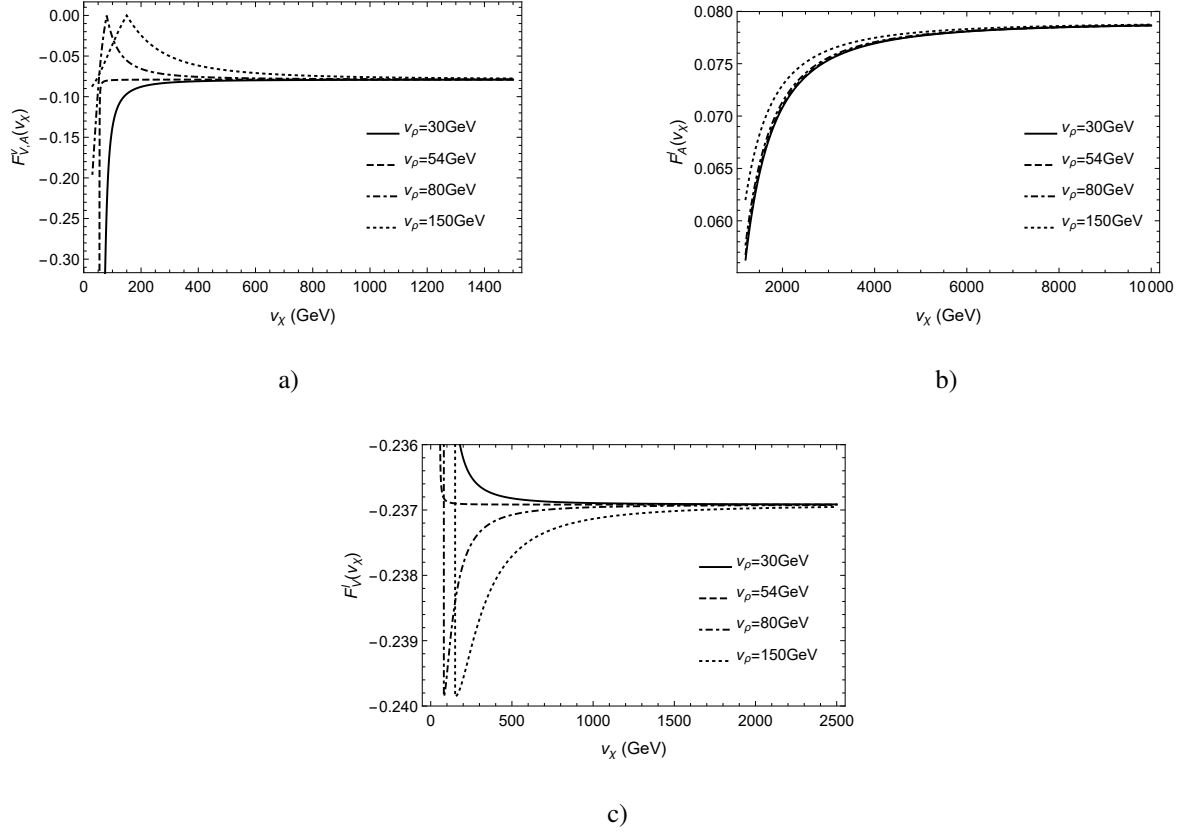 0.00
−0.05
−0.10
−0.15
−0.20
−0.25
−0.30
F^ν_{V,A}(v_χ)
v_ρ=30GeV
v_ρ=54GeV
v_ρ=80GeV
v_ρ=150GeV
0 200 400 600 800 1000 1200 1400
v_χ (GeV)
a)
0.080
0.075
0.070
0.065
0.060
F^l_A(v_χ)
v_ρ=30GeV
v_ρ=54GeV
v_ρ=80GeV
v_ρ=150GeV
2000 4000 6000 8000 10000
v_χ (GeV)
b)
−0.236
−0.237
−0.238
−0.239
−0.240
F^l_V(v_χ)
v_ρ=30GeV
v_ρ=54GeV
v_ρ=80GeV
v_ρ=150GeV
0 500 1000 1500 2000 2500
v_χ (GeV)
c)